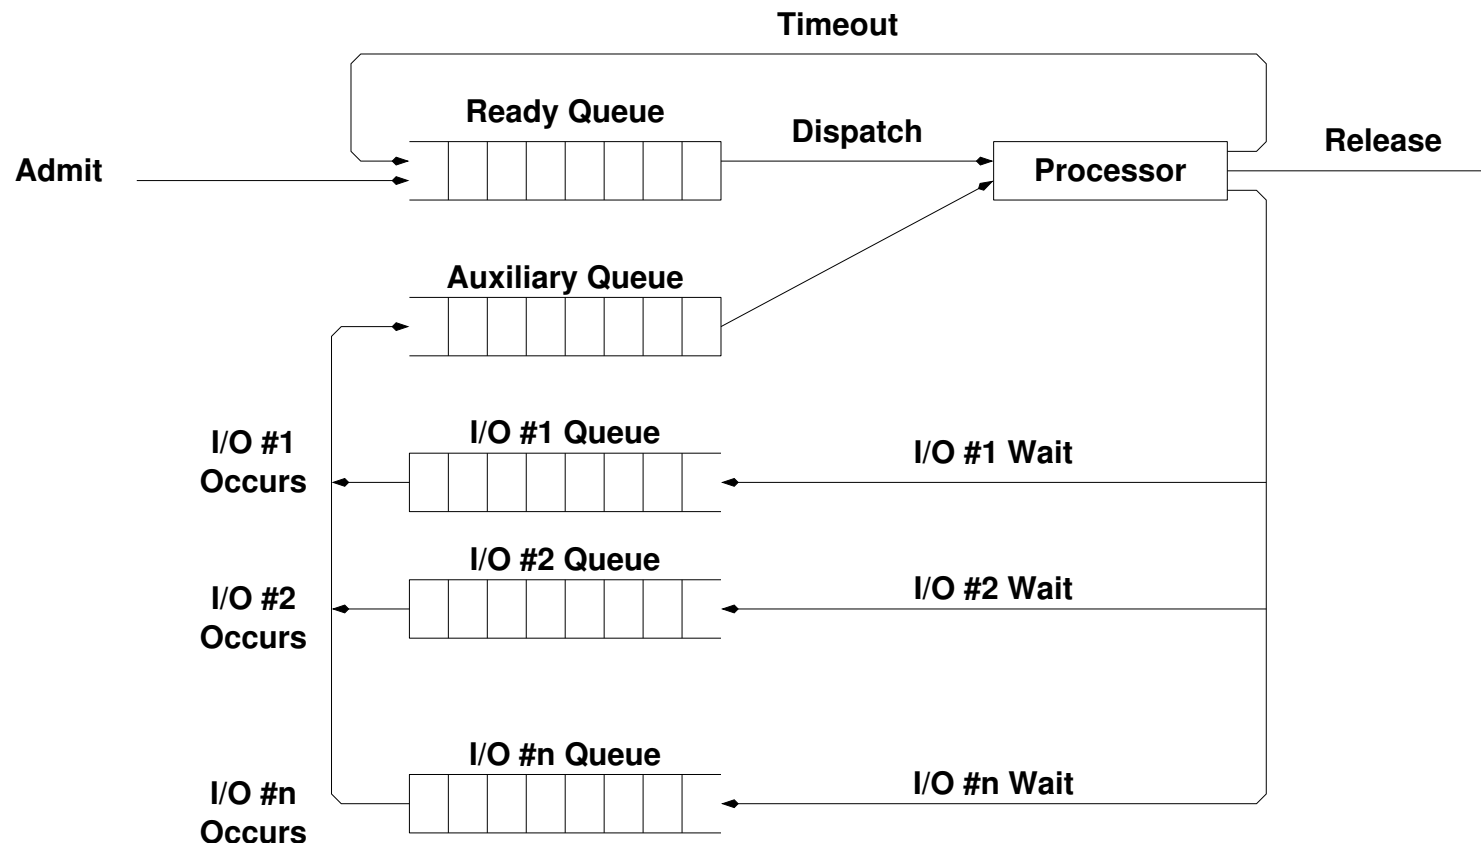 Timeout
Ready Queue
Dispatch
Release
Admit
Processor
Auxiliary Queue
I/O #1
Occurs
I/O #1 Queue
I/O #1 Wait
I/O #2 Queue
I/O #2 Wait
I/O #2
Occurs
I/O #n Queue
I/O #n Wait
I/O #n
Occurs